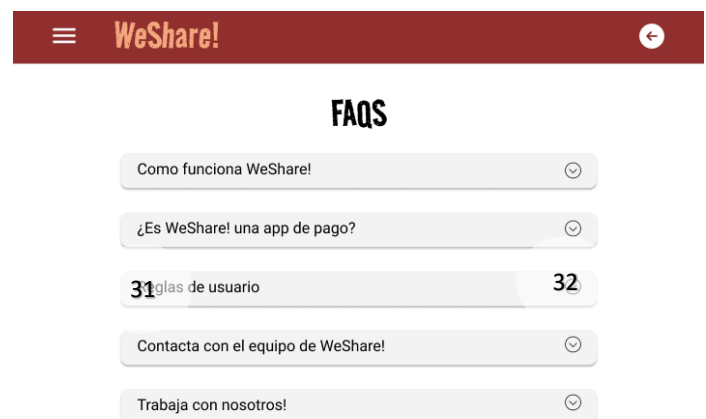 WeShare!
FAQS
Como funciona WeShare!
¿Es WeShare! una app de pago?
31 Reglas de usuario 32
Contacta con el equipo de WeShare!
Trabaja con nosotros!